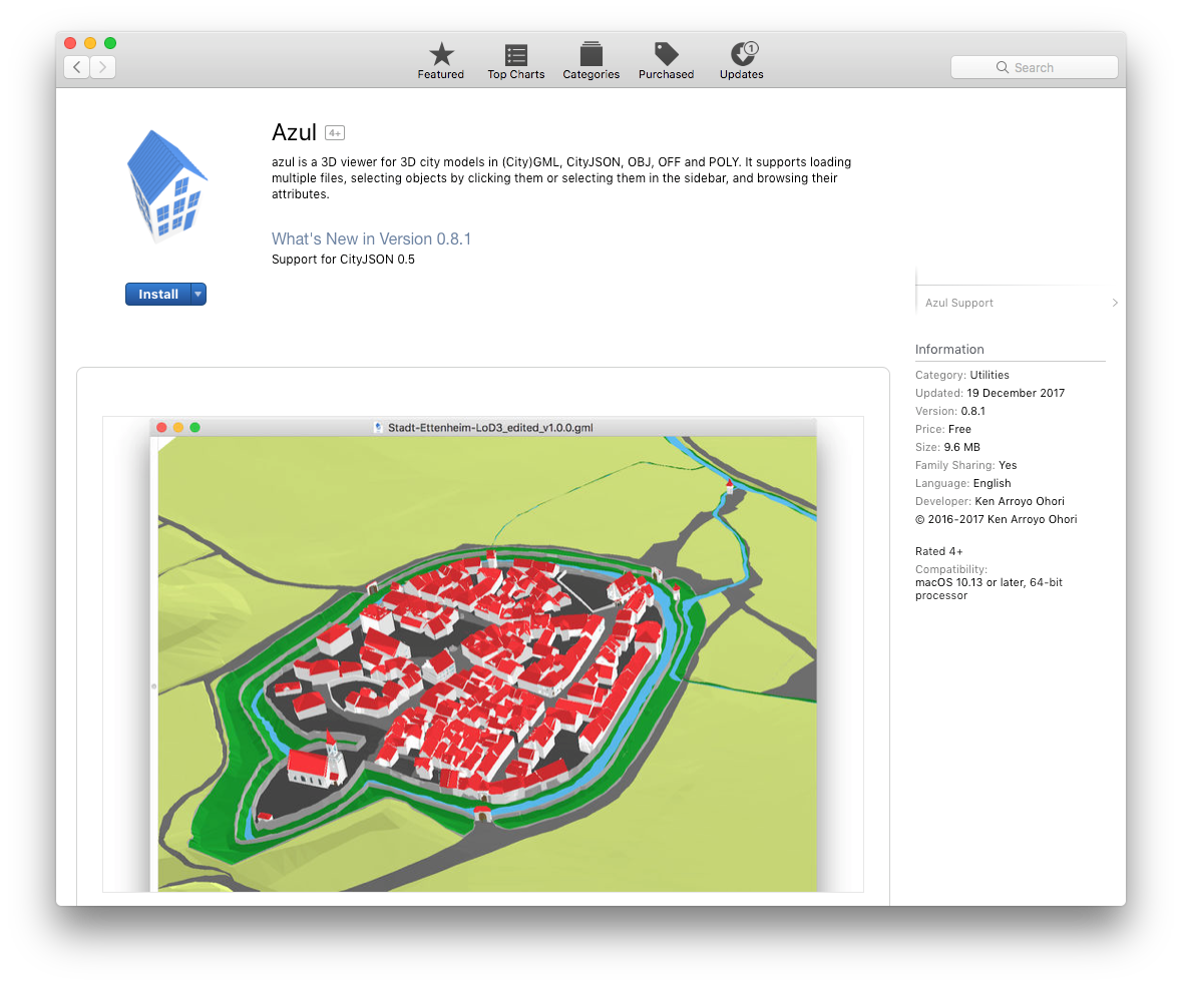 Featured
Top Charts
Categories
Purchased
1
Updates
Search
Azul 4+
azul is a 3D viewer for 3D city models in (City)GML, CityJSON, OBJ, OFF and POLY. It supports loading
multiple files, selecting objects by clicking them or selecting them in the sidebar, and browsing their
attributes.
What's New in Version 0.8.1
Support for CityJSON 0.5
Install
Azul Support
Information
Category: Utilities
Updated: 19 December 2017
Version: 0.8.1
Price: Free
Size: 9.6 MB
Family Sharing: Yes
Language: English
Developer: Ken Arroyo Ohori
© 2016-2017 Ken Arroyo Ohori
Rated 4+
Compatibility:
macOS 10.13 or later, 64-bit
processor
Stadt-Ettenheim-LoD3_edited_v1.0.0.gml